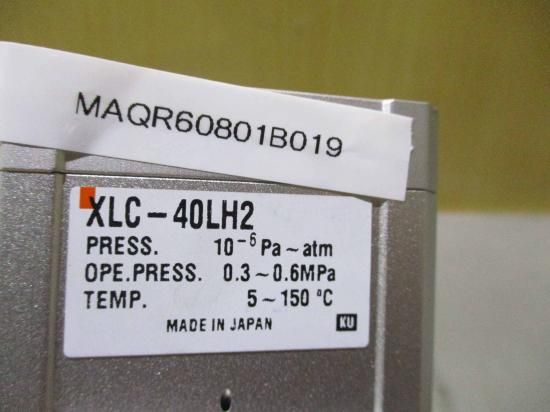 MAQR60801B019
XLC-40LH2
PRESS. 10⁻⁶ Pa~atm
OPE.PRESS. 0.3~0.6MPa
TEMP. 5~150 °C
MADE IN JAPAN KU